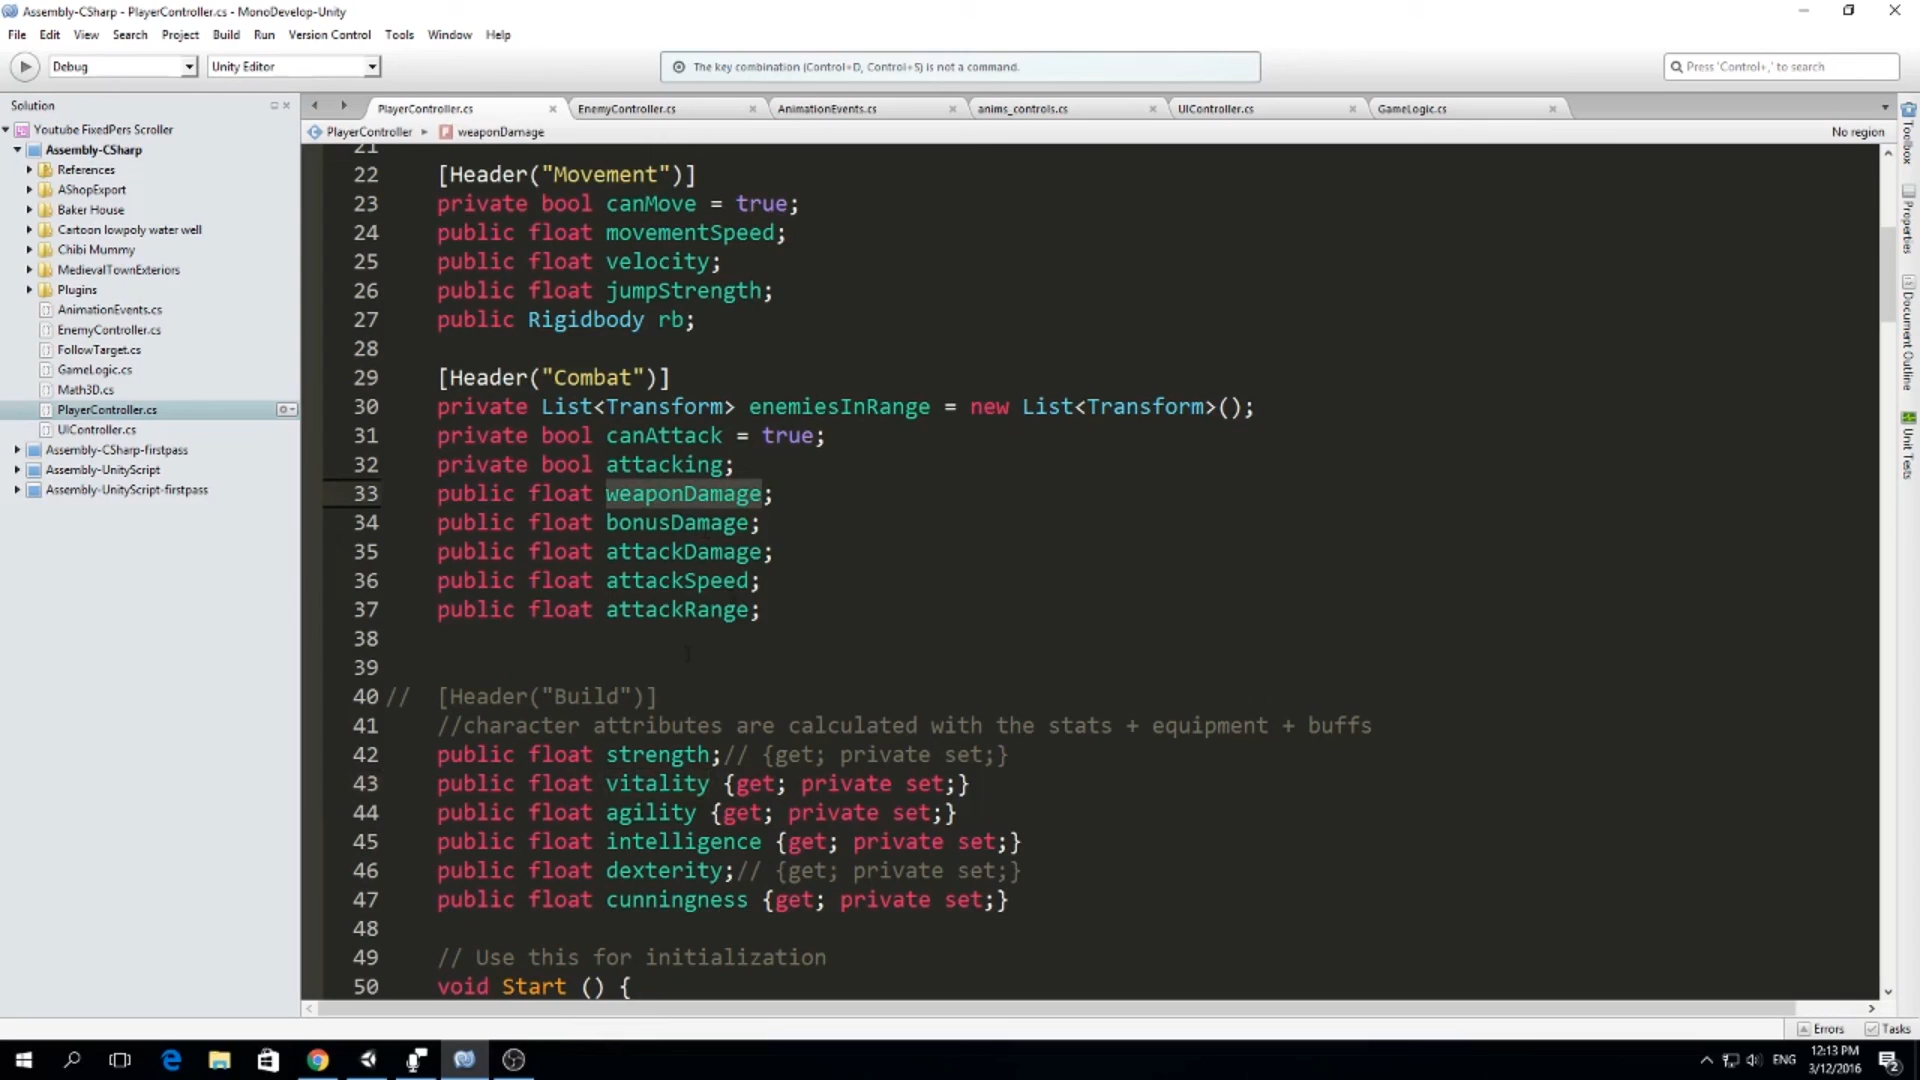 Assembly-CSharp - PlayerController.cs - MonoDevelop-Unity
File Edit View Search Project Build Run Version Control Tools Window Help
Debug Unity Editor The key combination (Control+D, Control+S) is not a command. Press 'Control+,' to search
Solution
Youtube FixedPers Scroller
Assembly-CSharp
References
AShopExport
Baker House
Cartoon lowpoly water well
Chibi Mummy
MedievalTownExteriors
Plugins
AnimationEvents.cs
EnemyController.cs
FollowTarget.cs
GameLogic.cs
Math3D.cs
PlayerController.cs
UIController.cs
Assembly-CSharp-firstpass
Assembly-UnityScript
Assembly-UnityScript-firstpass
PlayerController.cs EnemyController.cs AnimationEvents.cs anims_controls.cs UIController.cs GameLogic.cs
PlayerController weaponDamage No region
21
22 [Header("Movement")]
23 private bool canMove = true;
24 public float movementSpeed;
25 public float velocity;
26 public float jumpStrength;
27 public Rigidbody rb;
28
29 [Header("Combat")]
30 private List<Transform> enemiesInRange = new List<Transform>();
31 private bool canAttack = true;
32 private bool attacking;
33 public float weaponDamage;
34 public float bonusDamage;
35 public float attackDamage;
36 public float attackSpeed;
37 public float attackRange;
38
39
40 // [Header("Build")]
41 //character attributes are calculated with the stats + equipment + buffs
42 public float strength;// {get; private set;}
43 public float vitality {get; private set;}
44 public float agility {get; private set;}
45 public float intelligence {get; private set;}
46 public float dexterity;// {get; private set;}
47 public float cunningness {get; private set;}
48
49 // Use this for initialization
50 void Start () {
Toolbox
Properties
Document Outline
Unit Tests
Errors Tasks
ENG 12:13 PM
3/12/2016
2